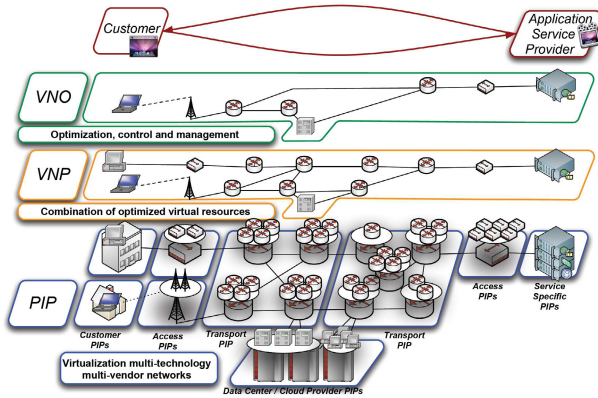 Customer
Application
Service
Provider
VNO
Optimization, control and management
VNP
Combination of optimized virtual resources
PIP
Customer
PIPs
Access
PIPs
Transport
PIP
Transport
PIP
Access
PIPs
Service
Specific
PIPs
Virtualization multi-technology
multi-vendor networks
Data Center / Cloud Provider PIPs